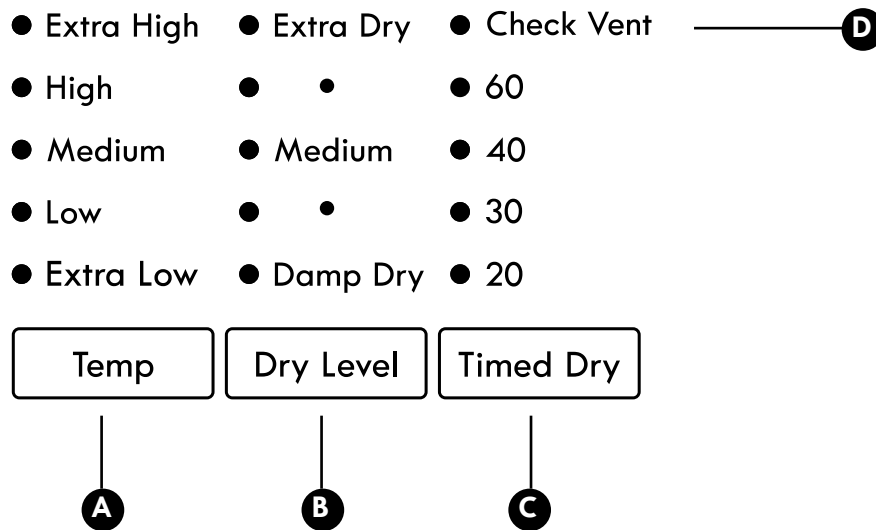 Extra High Extra Dry Check Vent D
High 60
Medium Medium 40
Low 30
Extra Low Damp Dry 20
Temp Dry Level Timed Dry
A B C